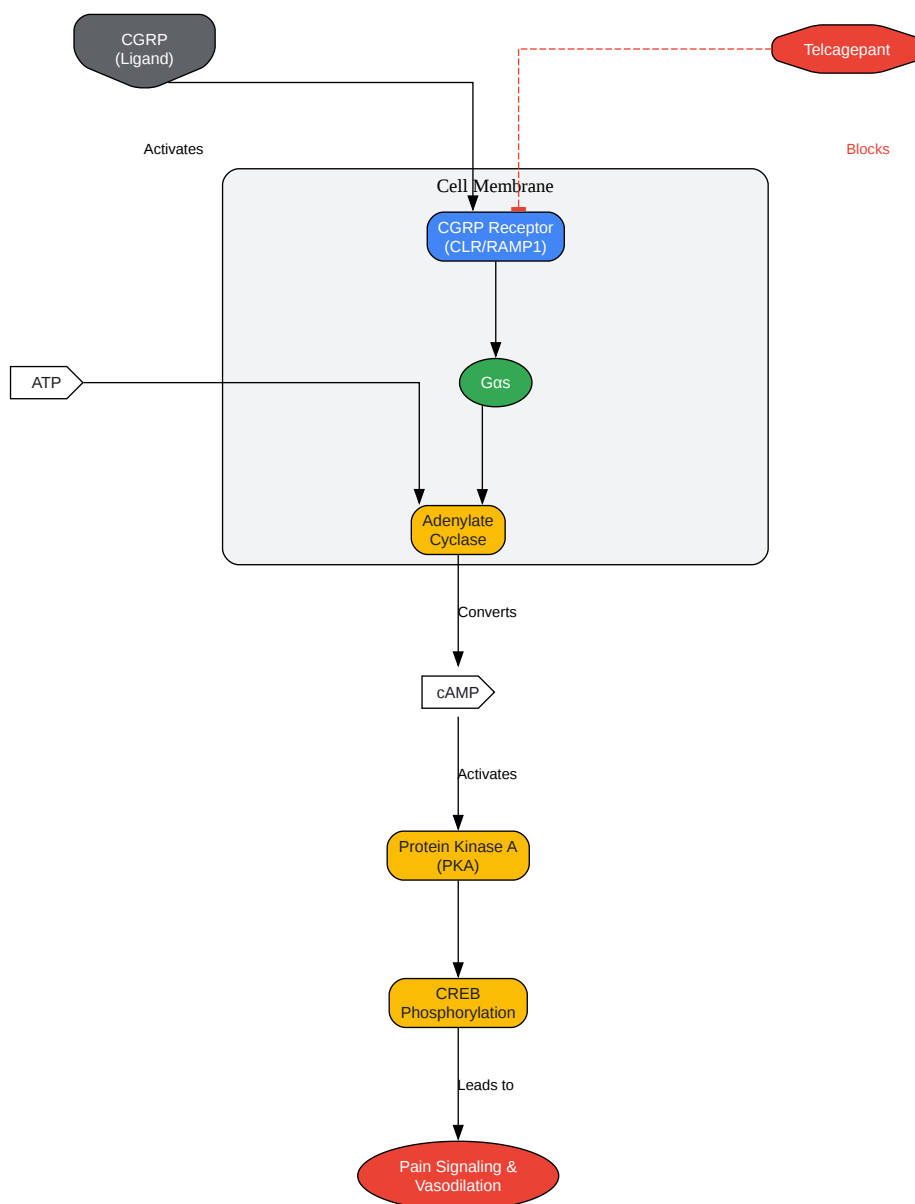 CGRP
(Ligand)
Telcagepant
Activates
Blocks
Cell Membrane
CGRP Receptor
(CLR/RAMP1)
ATP
Gαs
Adenylate
Cyclase
Converts
cAMP
Activates
Protein Kinase A
(PKA)
CREB
Phosphorylation
Leads to
Pain Signaling &
Vasodilation